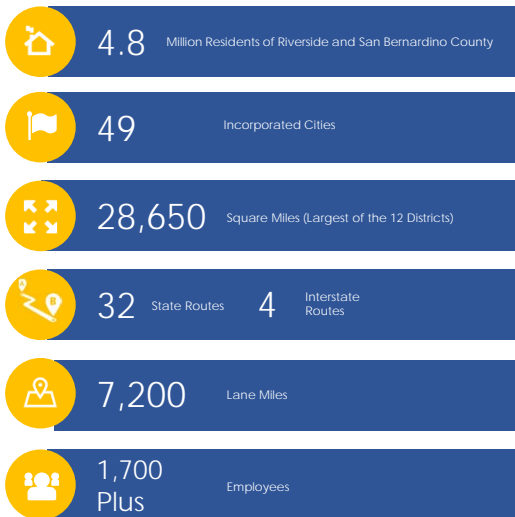 4.8 Million Residents of Riverside and San Bernardino County
49 Incorporated Cities
28,650 Square Miles (Largest of the 12 Districts)
32 State Routes 4 Interstate
Routes
7,200 Lane Miles
1,700
Plus Employees